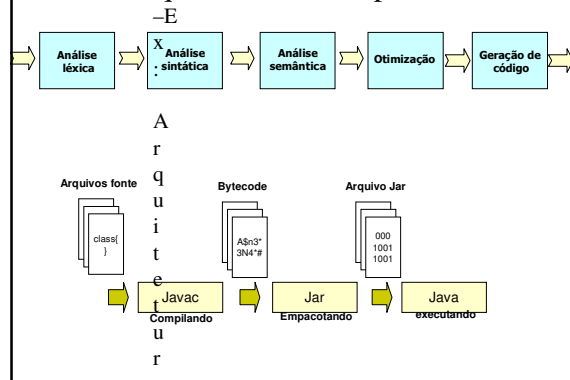 –E
x
:
A
r
q
u
i
t
e
t
u
r
Análise léxica
Análise sintática
Análise semântica
Otimização
Geração de código
Arquivos fonte
Bytecode
Arquivo Jar
class{
}
A$n3*
3N4*#
000
1001
1001
Javac
Jar
Java
Compilando
Empacotando
executando